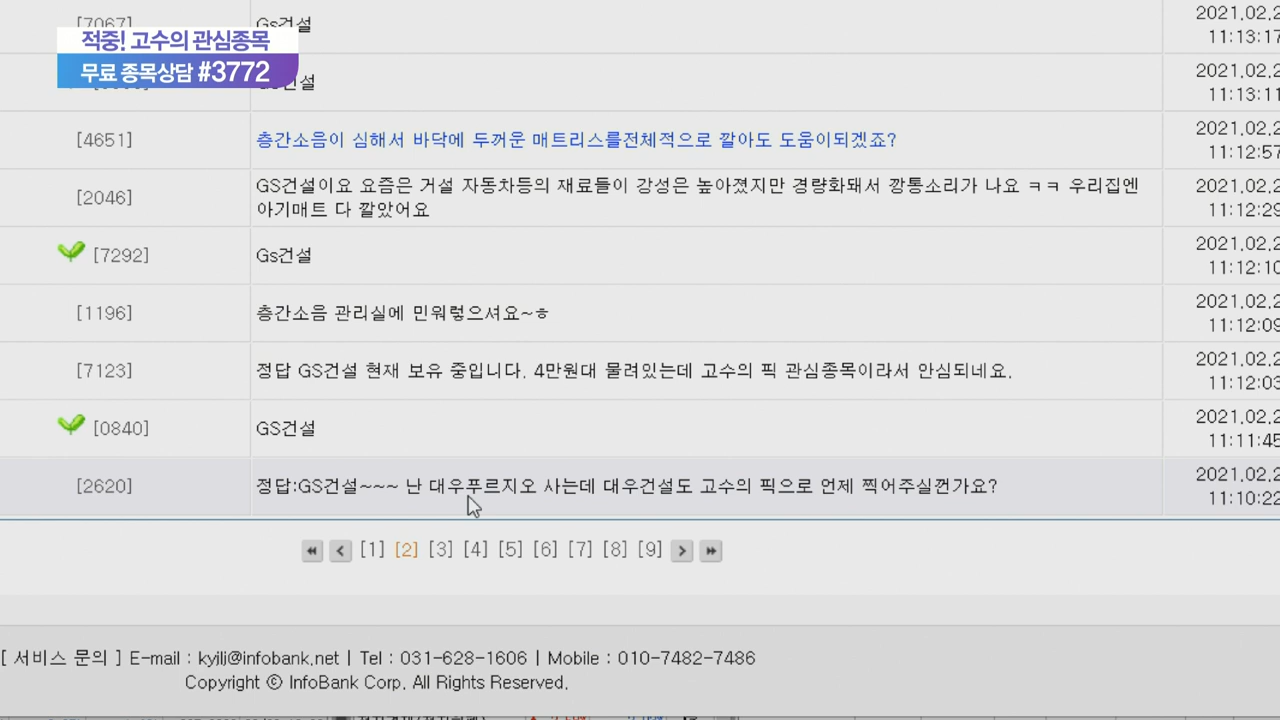 [7067] Gs건설 2021.02.2
11:13:17
적중! 고수의 관심종목
무료 종목상담 #3772
건설 2021.02.2
11:13:11
[4651] 층간소음이 심해서 바닥에 두꺼운 매트리스를전체적으로 깔아도 도움이되겠죠? 2021.02.2
11:12:57
[2046] GS건설이요 요즘은 거설 자동차등의 재료들이 강성은 높아졌지만 경량화돼서 깡통소리가 나요 ㅋㅋ 우리집엔 2021.02.2
아기매트 다 깔았어요 11:12:29
[7292] Gs건설 2021.02.2
11:12:10
[1196] 층간소음 관리실에 민워렇으셔요~ㅎ 2021.02.2
11:12:09
[7123] 정답 GS건설 현재 보유 중입니다. 4만원대 물려있는데 고수의 픽 관심종목이라서 안심되네요. 2021.02.2
11:12:03
[0840] GS건설 2021.02.2
11:11:45
[2620] 정답:GS건설~~~ 난 대우푸르지오 사는데 대우건설도 고수의 픽으로 언제 찍어주실껀가요? 2021.02.2
11:10:22
[1] [2] [3] [4] [5] [6] [7] [8] [9]
[ 서비스 문의 ] E-mail : kyilj@infobank.net | Tel : 031-628-1606 | Mobile : 010-7482-7486
Copyright ⓒ InfoBank Corp. All Rights Reserved.